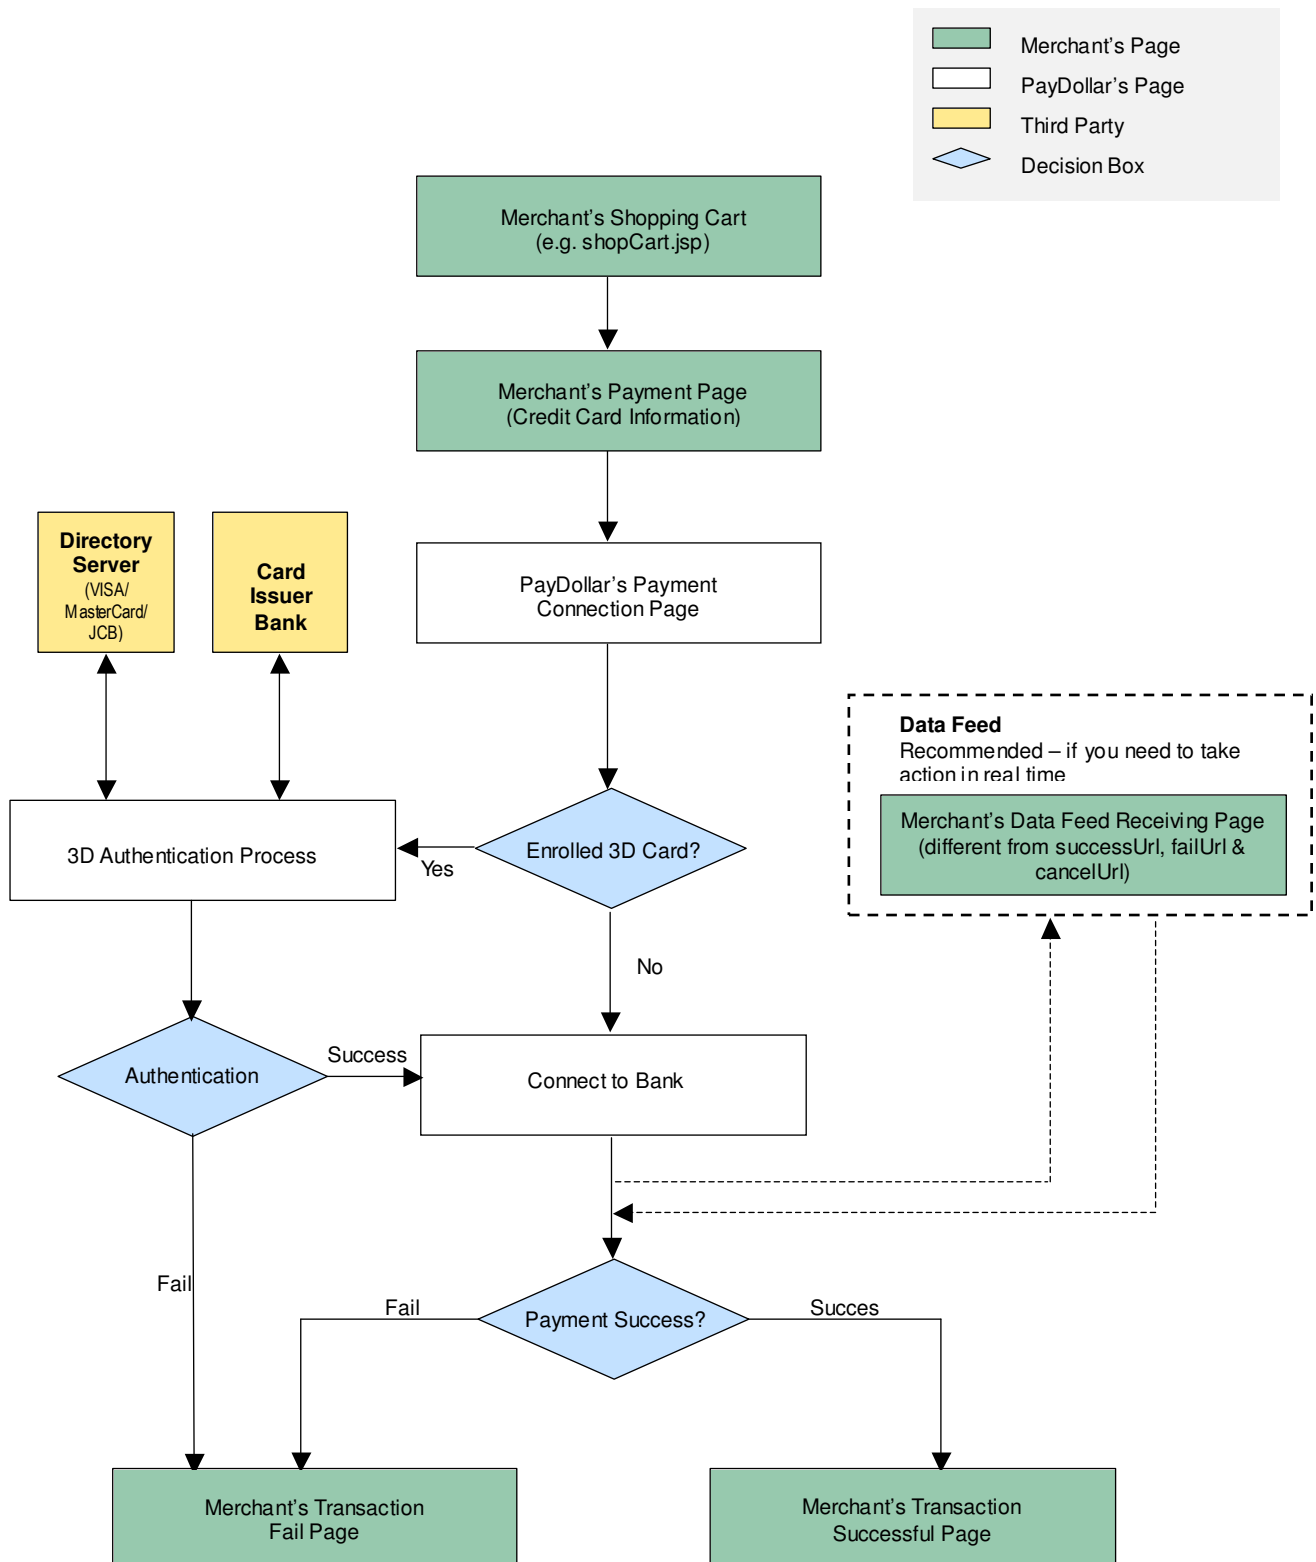 Merchant's Page
PayDollar's Page
Third Party
Decision Box
Merchant's Shopping Cart
(e.g. shopCart.jsp)
Merchant's Payment Page
(Credit Card Information)
Directory
Server
(VISA/
MasterCard/
JCB)
Card
Issuer
Bank
PayDollar's Payment
Connection Page
Data Feed
Recommended – if you need to take
action in real time
Merchant's Data Feed Receiving Page
(different from successUrl, failUrl &
cancelUrl)
3D Authentication Process
Yes
Enrolled 3D Card?
No
Authentication
Success
Connect to Bank
Fail
Fail
Payment Success?
Succes
Merchant's Transaction
Fail Page
Merchant's Transaction
Successful Page